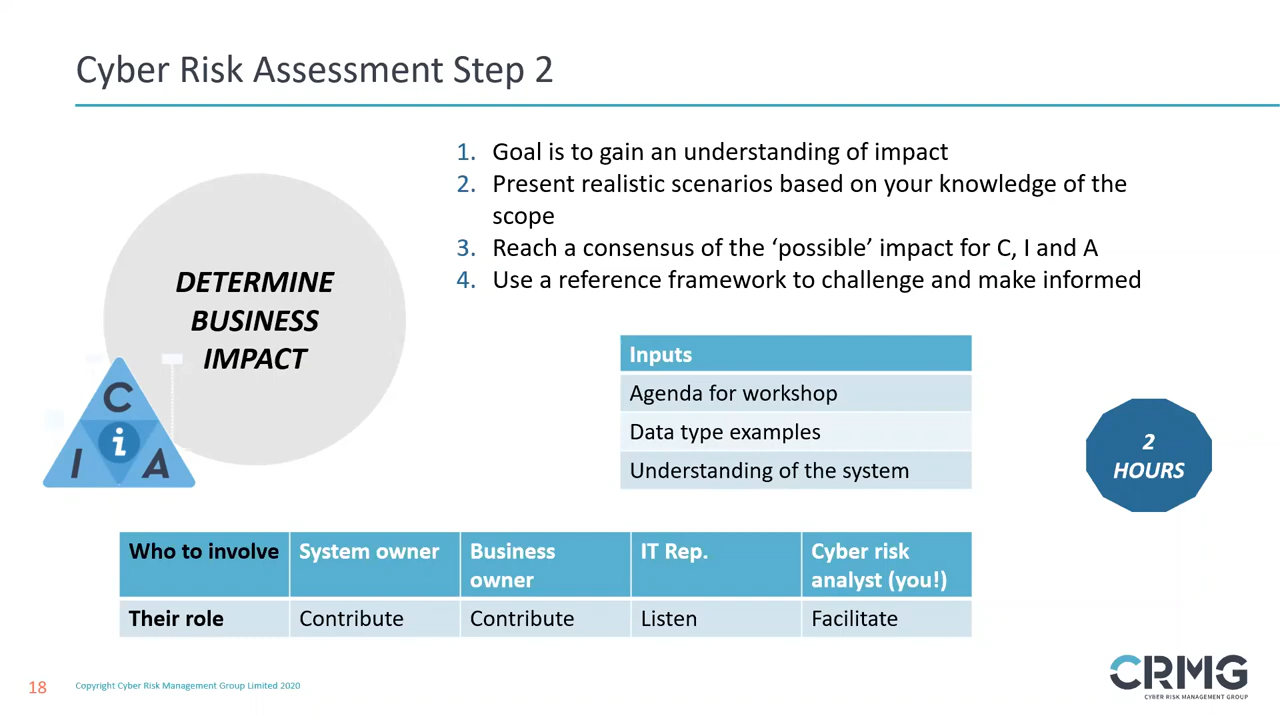 Cyber Risk Assessment Step 2
1. Goal is to gain an understanding of impact
2. Present realistic scenarios based on your knowledge of the
scope
3. Reach a consensus of the ‘possible’ impact for C, I and A
4. Use a reference framework to challenge and make informed
DETERMINE
BUSINESS
IMPACT
C
i
I A
Inputs
Agenda for workshop
Data type examples
Understanding of the system
2
HOURS
Who to involve System owner Business owner IT Rep. Cyber risk analyst (you!)
Their role Contribute Contribute Listen Facilitate
18 Copyright Cyber Risk Management Group Limited 2020
CRMG
CYBER RISK MANAGEMENT GROUP